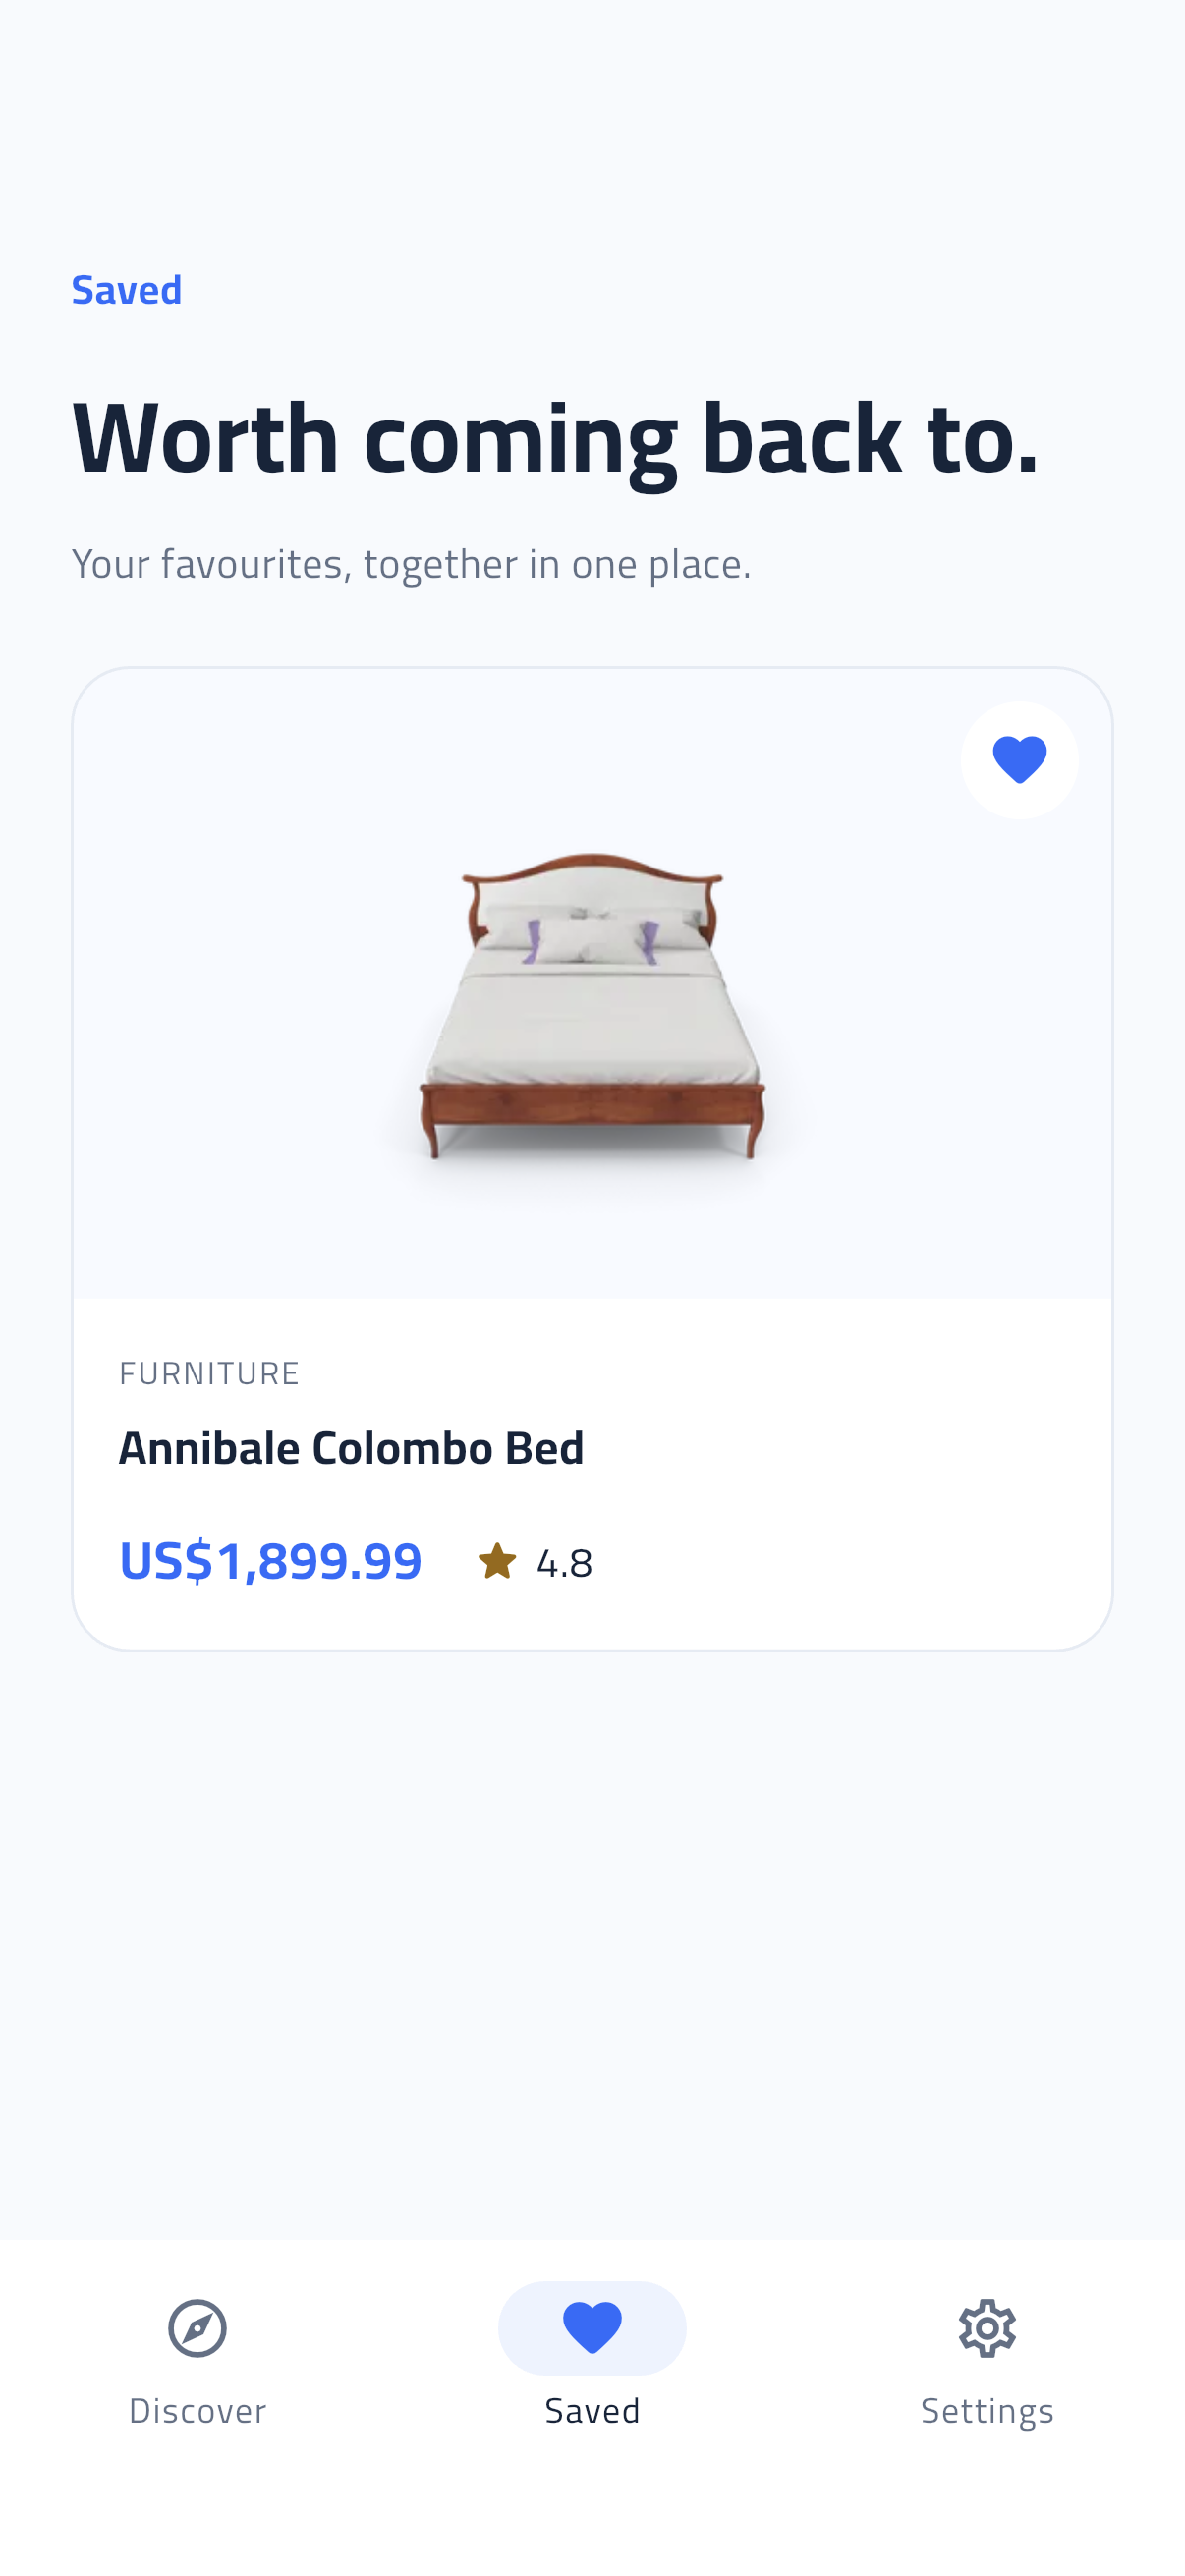 Saved
Worth coming back to.
Your favourites, together in one place.
FURNITURE
Annibale Colombo Bed
US$1,899.99 4.8
Discover Saved Settings